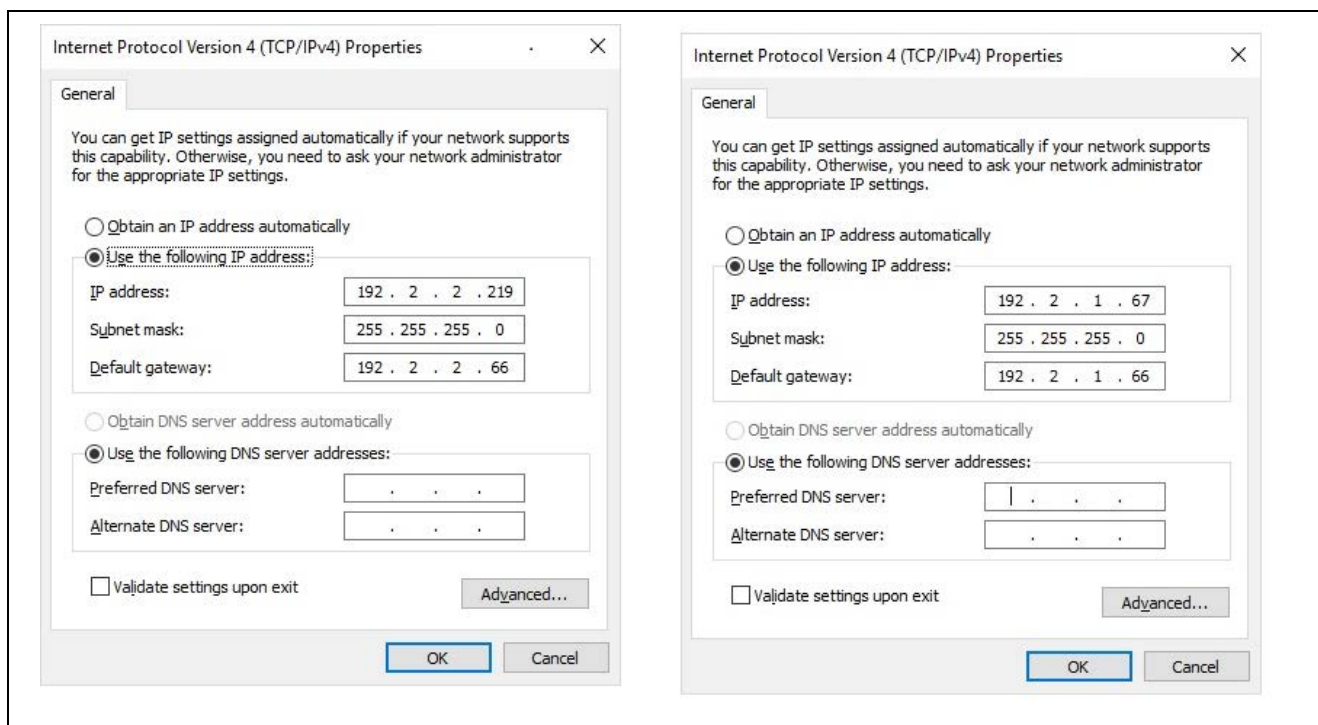 Internet Protocol Version 4 (TCP/IPv4) Properties
General
You can get IP settings assigned automatically if your network supports
this capability. Otherwise, you need to ask your network administrator
for the appropriate IP settings.
Obtain an IP address automatically
Use the following IP address:
IP address: 192 . 2 . 2 . 219
Subnet mask: 255 . 255 . 255 . 0
Default gateway: 192 . 2 . 2 . 66
Obtain DNS server address automatically
Use the following DNS server addresses:
Preferred DNS server: . . .
Alternate DNS server: . . .
Validate settings upon exit
Advanced...
OK Cancel
Internet Protocol Version 4 (TCP/IPv4) Properties
General
You can get IP settings assigned automatically if your network supports
this capability. Otherwise, you need to ask your network administrator
for the appropriate IP settings.
Obtain an IP address automatically
Use the following IP address:
IP address: 192 . 2 . 1 . 67
Subnet mask: 255 . 255 . 255 . 0
Default gateway: 192 . 2 . 1 . 66
Obtain DNS server address automatically
Use the following DNS server addresses:
Preferred DNS server: . . .
Alternate DNS server: . . .
Validate settings upon exit
Advanced...
OK Cancel